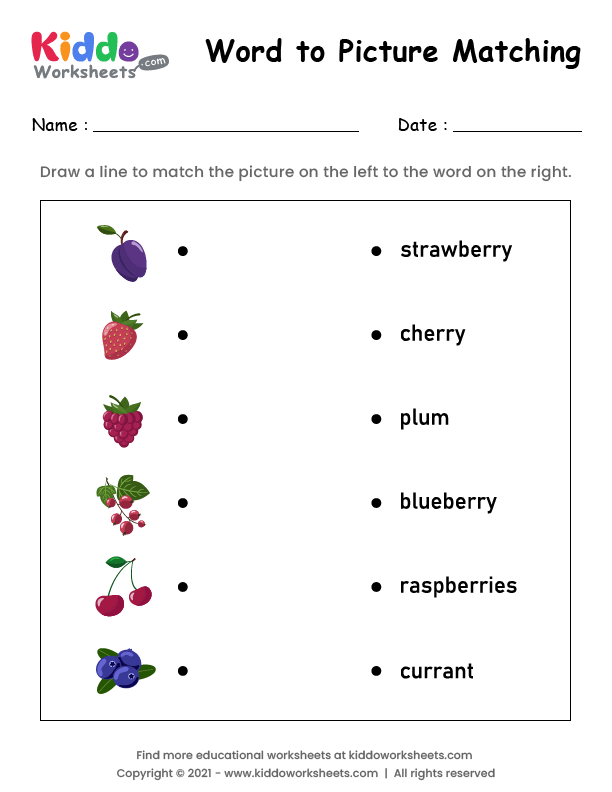 Kiddo
Worksheets.com
Word to Picture Matching
Name :
Date :
Draw a line to match the picture on the left to the word on the right.
strawberry
cherry
plum
blueberry
raspberries
currant
Find more educational worksheets at kiddoworksheets.com
Copyright © 2021 - www.kiddoworksheets.com | All rights reserved